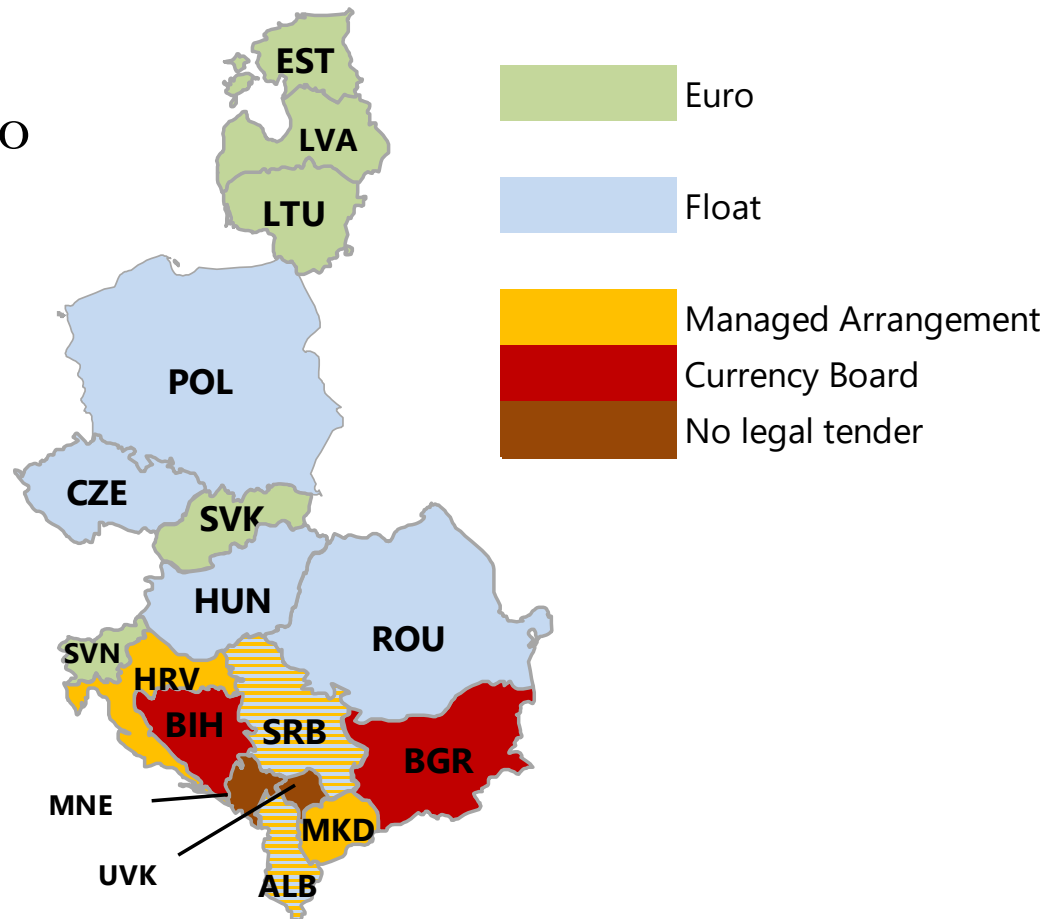 EST
Euro
O
LVA
Float
LTU
Managed Arrangement
POL
Currency Board
No legal tender
CZE
SVK
HUN
ROU
SVN
HRV
BIH
SRB
BGR
MNE
MKD
UVK
ALB